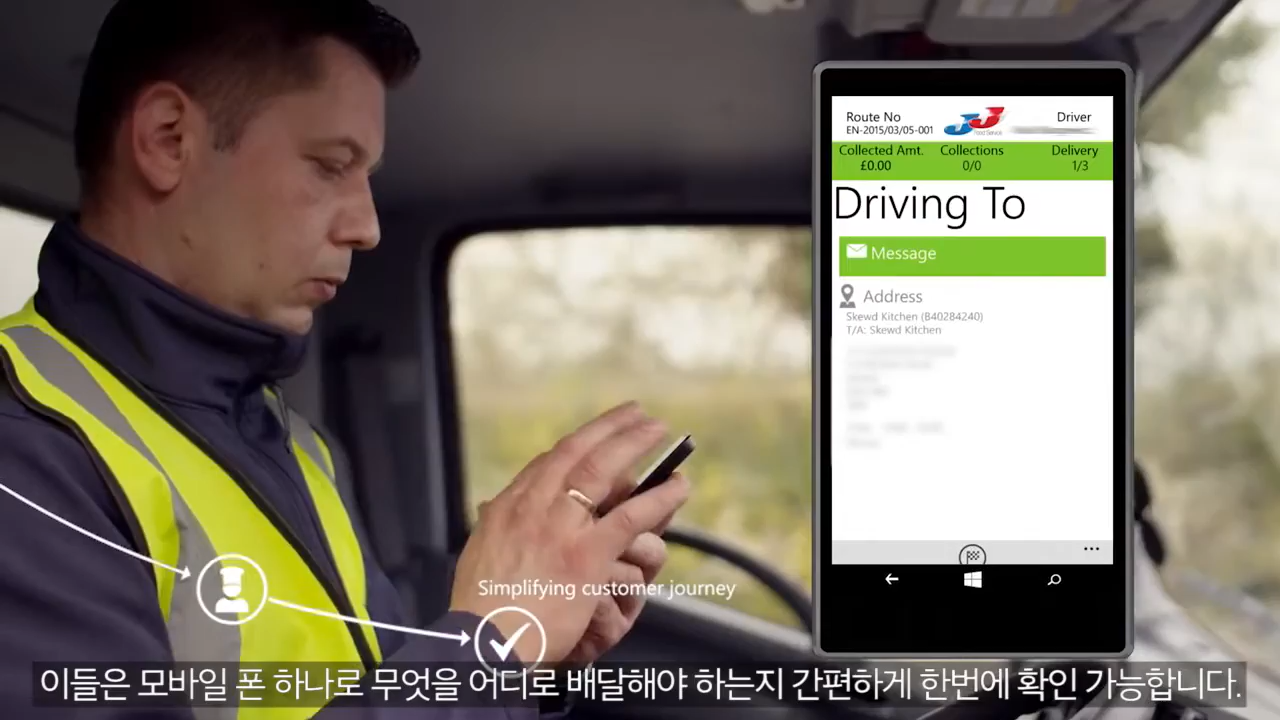 Route No
EN-2015/03/05-001
JJ
Food Service
Driver
Collected Amt.
£0.00
Collections
0/0
Delivery
1/3
Driving To
Message
Address
Skewd Kitchen (B40284240)
T/A: Skewd Kitchen
Simplifying customer journey
이들은 모바일 폰 하나로 무엇을 어디로 배달해야 하는지 간편하게 한번에 확인 가능합니다.